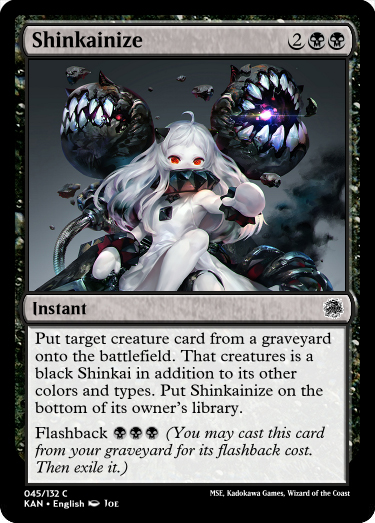 Shinkainize 2
Instant
Put target creature card from a graveyard
onto the battlefield. That creatures is a
black Shinkai in addition to its other
colors and types. Put Shinkainize on the
bottom of its owner's library.
Flashback (You may cast this card
from your graveyard for its flashback cost.
Then exile it.)
045/132 C
KAN • English JOE
MSE, Kadokawa Games, Wizard of the Coast